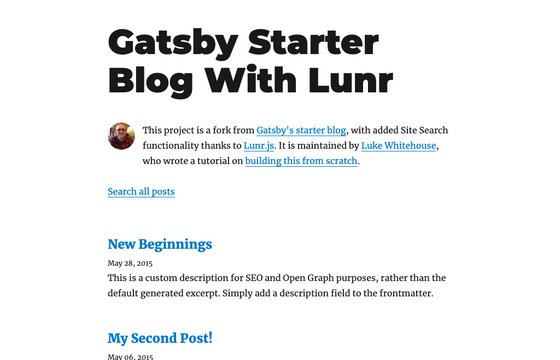 Gatsby Starter
Blog With Lunr
This project is a fork from Gatsby's starter blog, with added Site Search
functionality thanks to Lunr.js. It is maintained by Luke Whitehouse,
who wrote a tutorial on building this from scratch.
Search all posts
New Beginnings
May 28, 2015
This is a custom description for SEO and Open Graph purposes, rather than the
default generated excerpt. Simply add a description field to the frontmatter.
My Second Post!
May 06, 2015